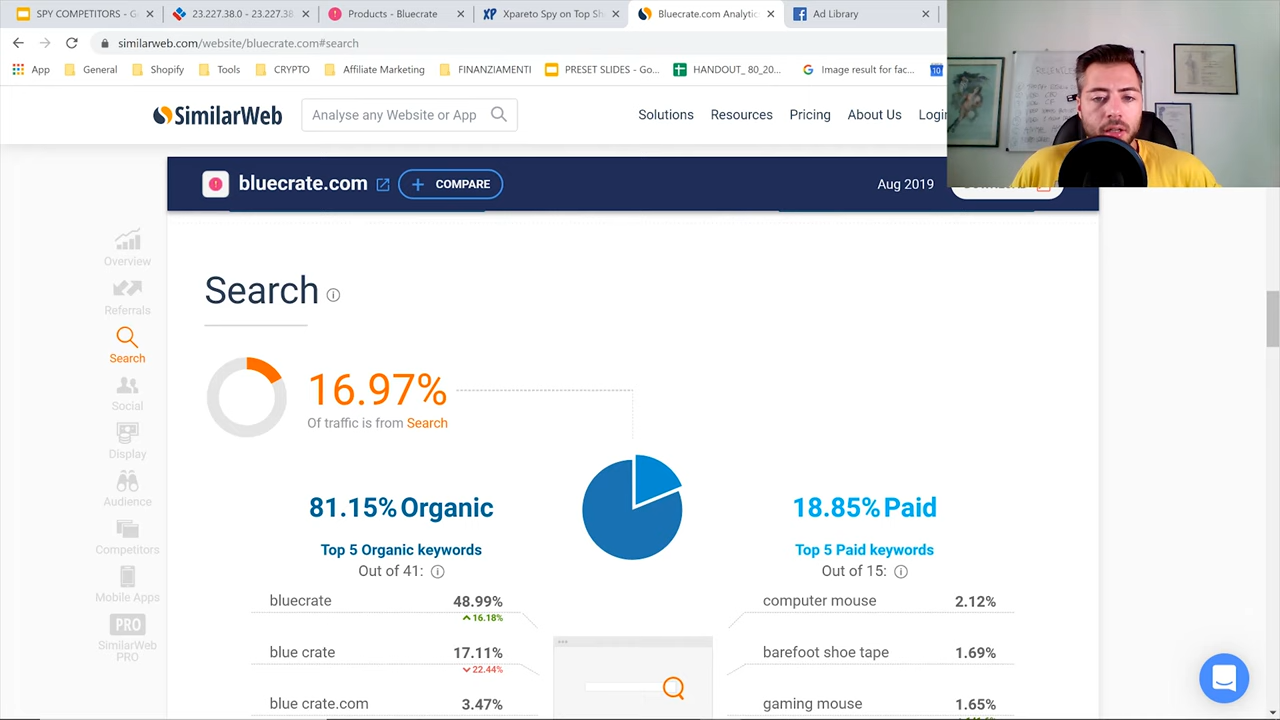 SPY COMPETITORS - G
23.227.38.0 - 23.227.38
Products - Bluecrate
Xpareto Spy on Top Sh
Bluecrate.com Analytic
Ad Library
similarweb.com/website/bluecrate.com#search
App
General
Shopify
Tools
CRYP
Affiliate Marketing
FINANZIAMENTI
PRESET SLIDES - Go...
HANDOUT_ 80_20...
Image result for fac...
SimilarWeb
Analyse any Website or App
Solutions
Resources
Pricing
About Us
Login
bluecrate.com
+ COMPARE
Aug 2019
Overview
Referrals
Search
Social
Display
Audience
Competitors
Mobile Apps
PRO
SimilarWeb
PRO
Search
16.97%
Of traffic is from Search
81.15% Organic
Top 5 Organic keywords
Out of 41:
bluecrate 48.99%
16.18%
blue crate 17.11%
22.44%
blue crate.com 3.47%
18.85% Paid
Top 5 Paid keywords
Out of 15:
computer mouse 2.12%
barefoot shoe tape 1.69%
gaming mouse 1.65%